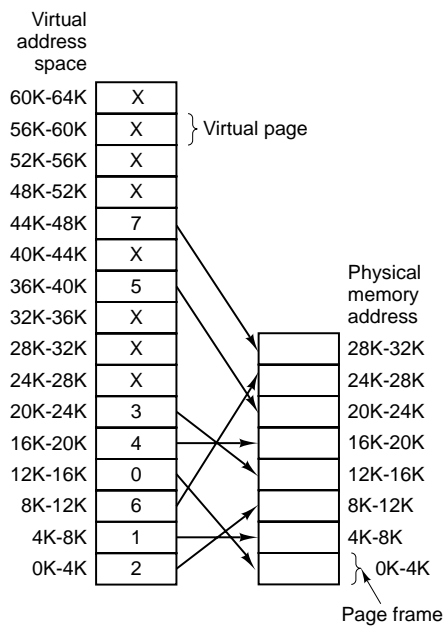 Virtual
address
space
60K-64K X
56K-60K X Virtual page
52K-56K X
48K-52K X
44K-48K 7
40K-44K X
36K-40K 5
32K-36K X
28K-32K X
24K-28K X
20K-24K 3
16K-20K 4
12K-16K 0
8K-12K 6
4K-8K 1
0K-4K 2
Physical
memory
address
28K-32K
24K-28K
20K-24K
16K-20K
12K-16K
8K-12K
4K-8K
0K-4K
Page frame